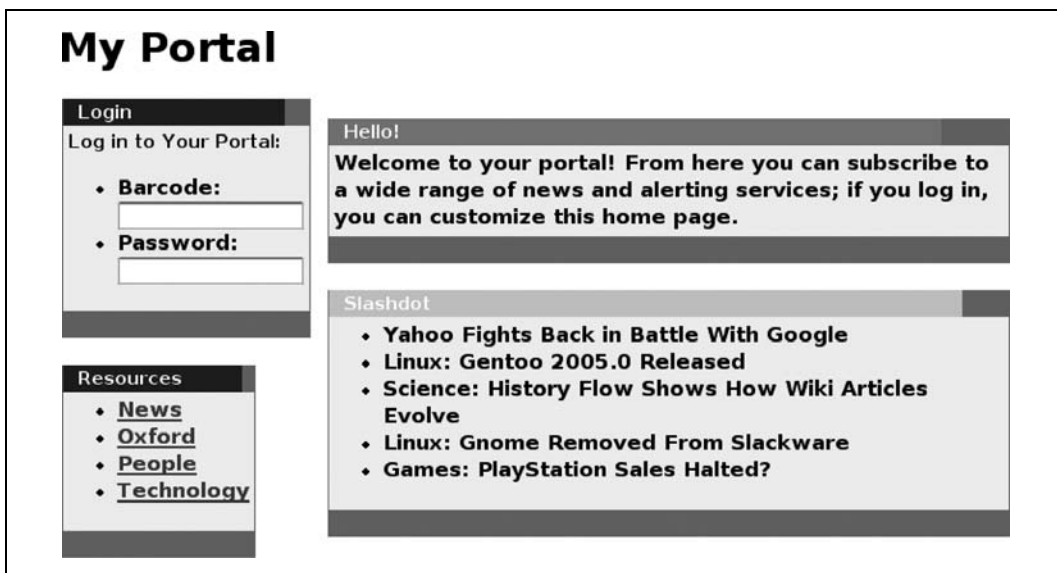 My Portal
Login
Log in to Your Portal:
Barcode:
Password:
Resources
News
Oxford
People
Technology
Hello!
Welcome to your portal! From here you can subscribe to
a wide range of news and alerting services; if you log in,
you can customize this home page.
Slashdot
Yahoo Fights Back in Battle With Google
Linux: Gentoo 2005.0 Released
Science: History Flow Shows How Wiki Articles
Evolve
Linux: Gnome Removed From Slackware
Games: PlayStation Sales Halted?